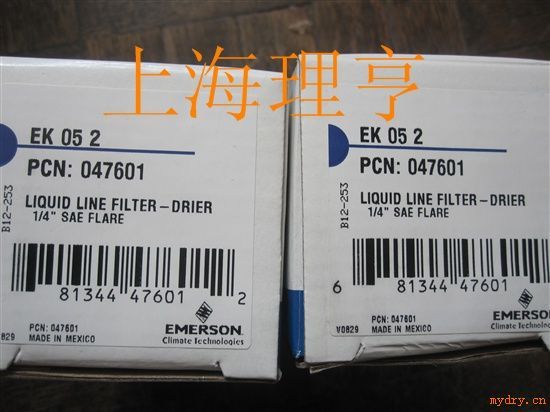 上海理亨
EK 05 2
PCN: 047601
LIQUID LINE FILTER-DRIER
1/4" SAE FLARE
B12-253
81344 47601 2
PCN: 047601
MADE IN MEXICO
V0829
EMERSON
Climate Technologies
EK 05 2
PCN: 047601
LIQUID LINE FILTER-DRIER
1/4" SAE FLARE
B12-253
6 81344 47601
PCN: 047601
MADE IN MEXICO
V0829
EMERSON
Climate Technologies
mydry.cn